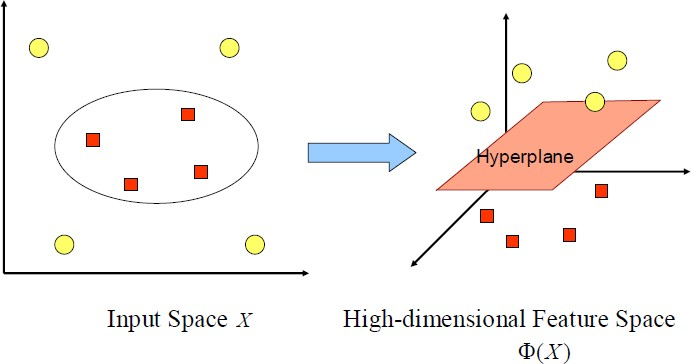 Hyperplane
Input Space X
High-dimensional Feature Space
Φ(X)